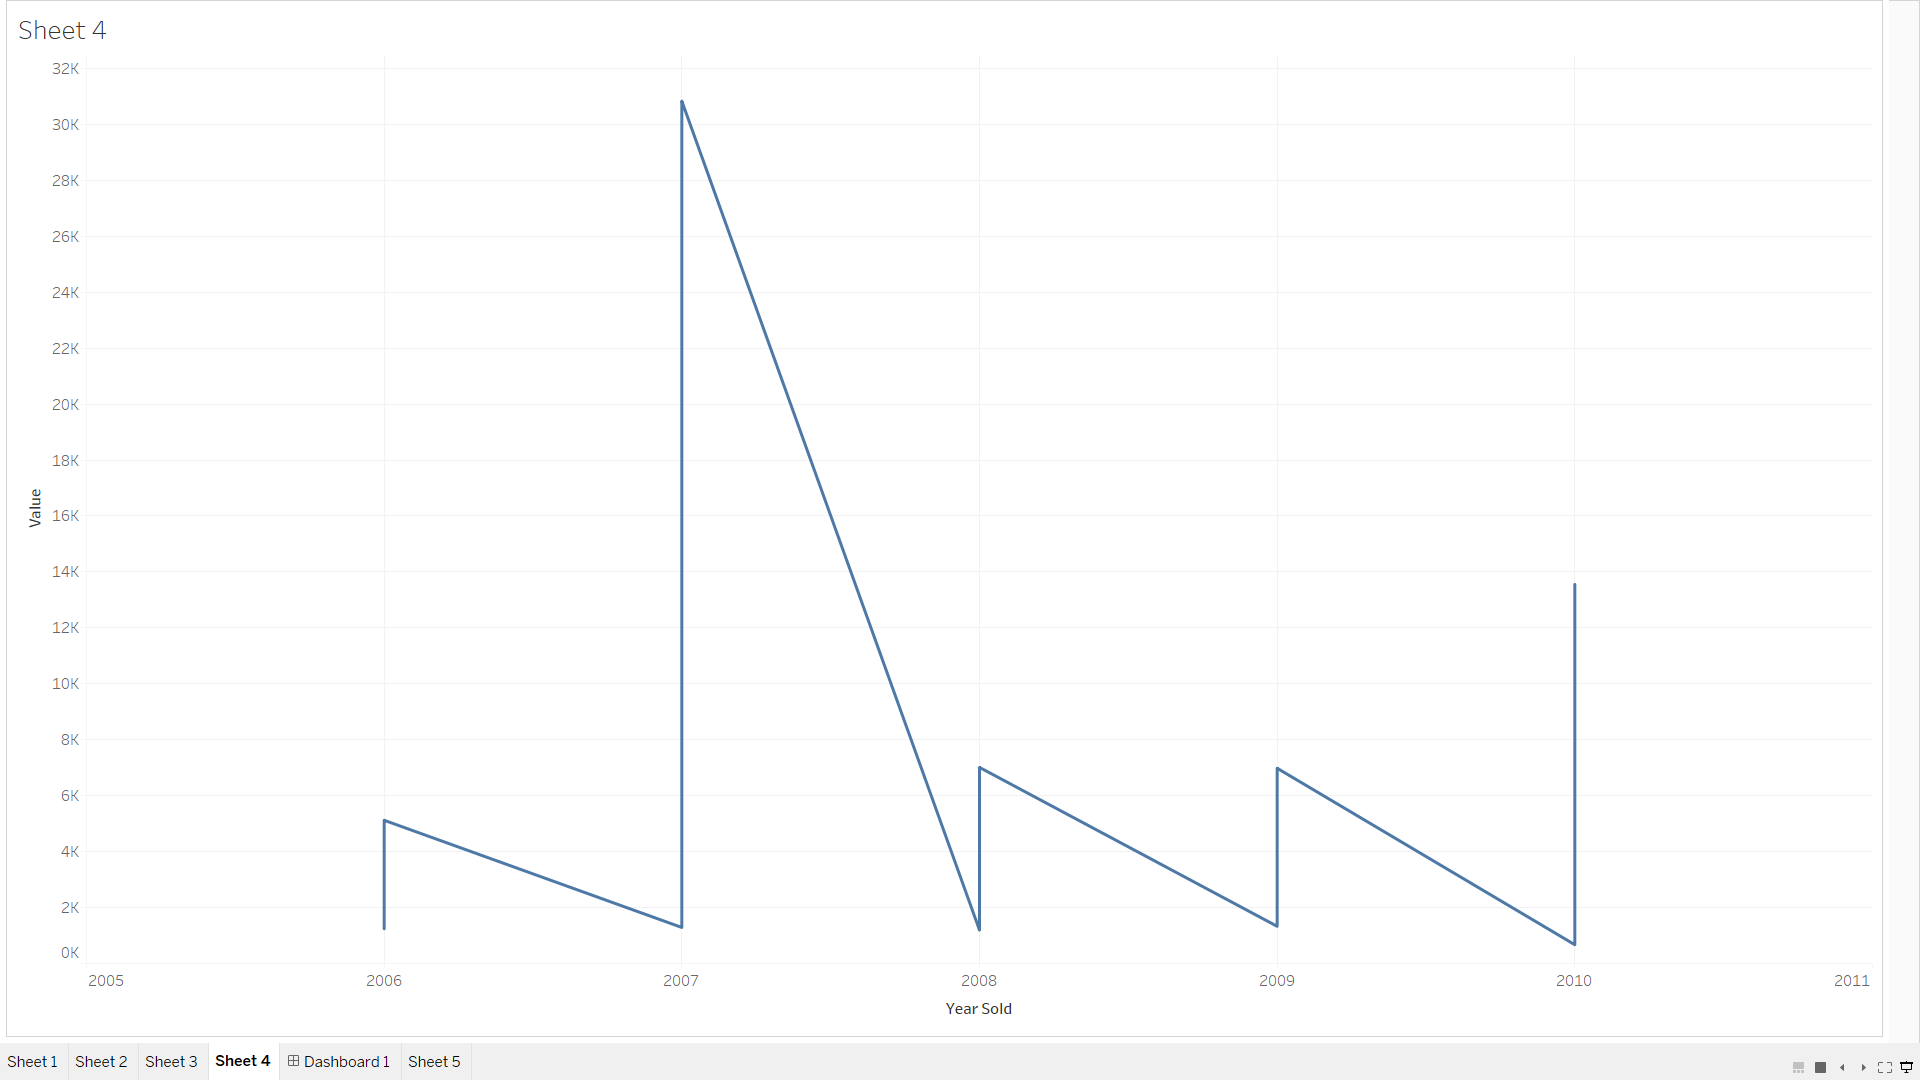 Sheet 4
32K
30K
28K
26K
24K
22K
20K
18K
16K
14K
12K
10K
8K
6K
4K
2K
0K
Value
2005 2006 2007 2008 2009 2010 2011
Year Sold
Sheet 1 Sheet 2 Sheet 3 Sheet 4 Dashboard 1 Sheet 5